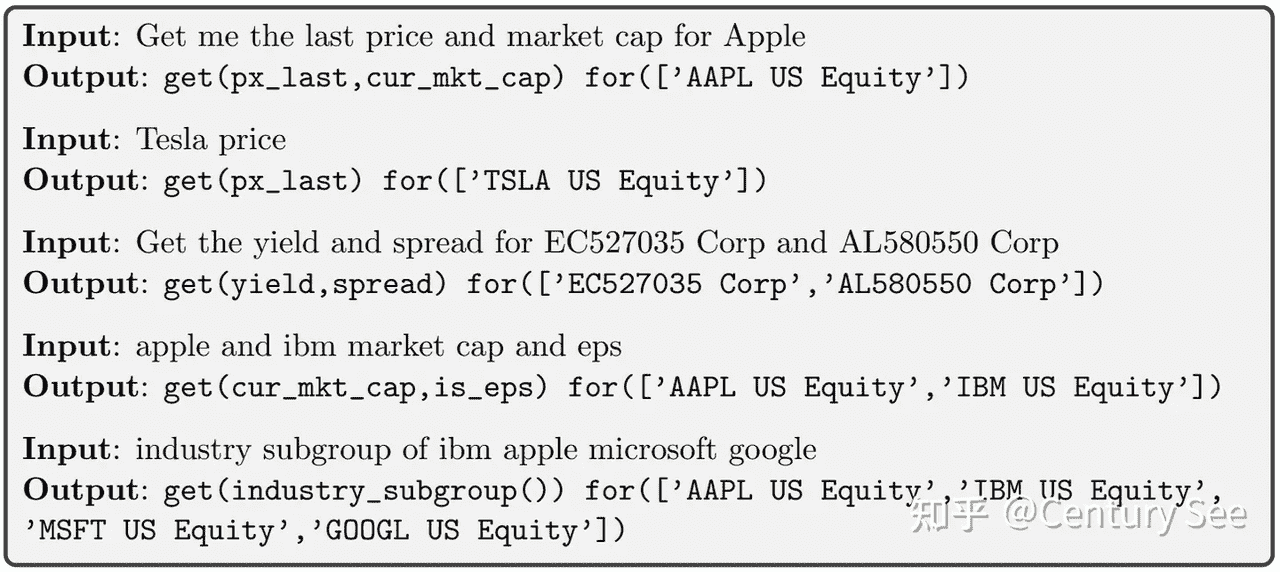 Input: Get me the last price and market cap for Apple
Output: get(px_last,cur_mkt_cap) for(['AAPL US Equity'])
Input: Tesla price
Output: get(px_last) for(['TSLA US Equity'])
Input: Get the yield and spread for EC527035 Corp and AL580550 Corp
Output: get(yield,spread) for(['EC527035 Corp','AL580550 Corp'])
Input: apple and ibm market cap and eps
Output: get(cur_mkt_cap,is_eps) for(['AAPL US Equity','IBM US Equity'])
Input: industry subgroup of ibm apple microsoft google
Output: get(industry_subgroup()) for(['AAPL US Equity','IBM US Equity',
'MSFT US Equity','GOOGL US Equity'])
知乎 @Century See